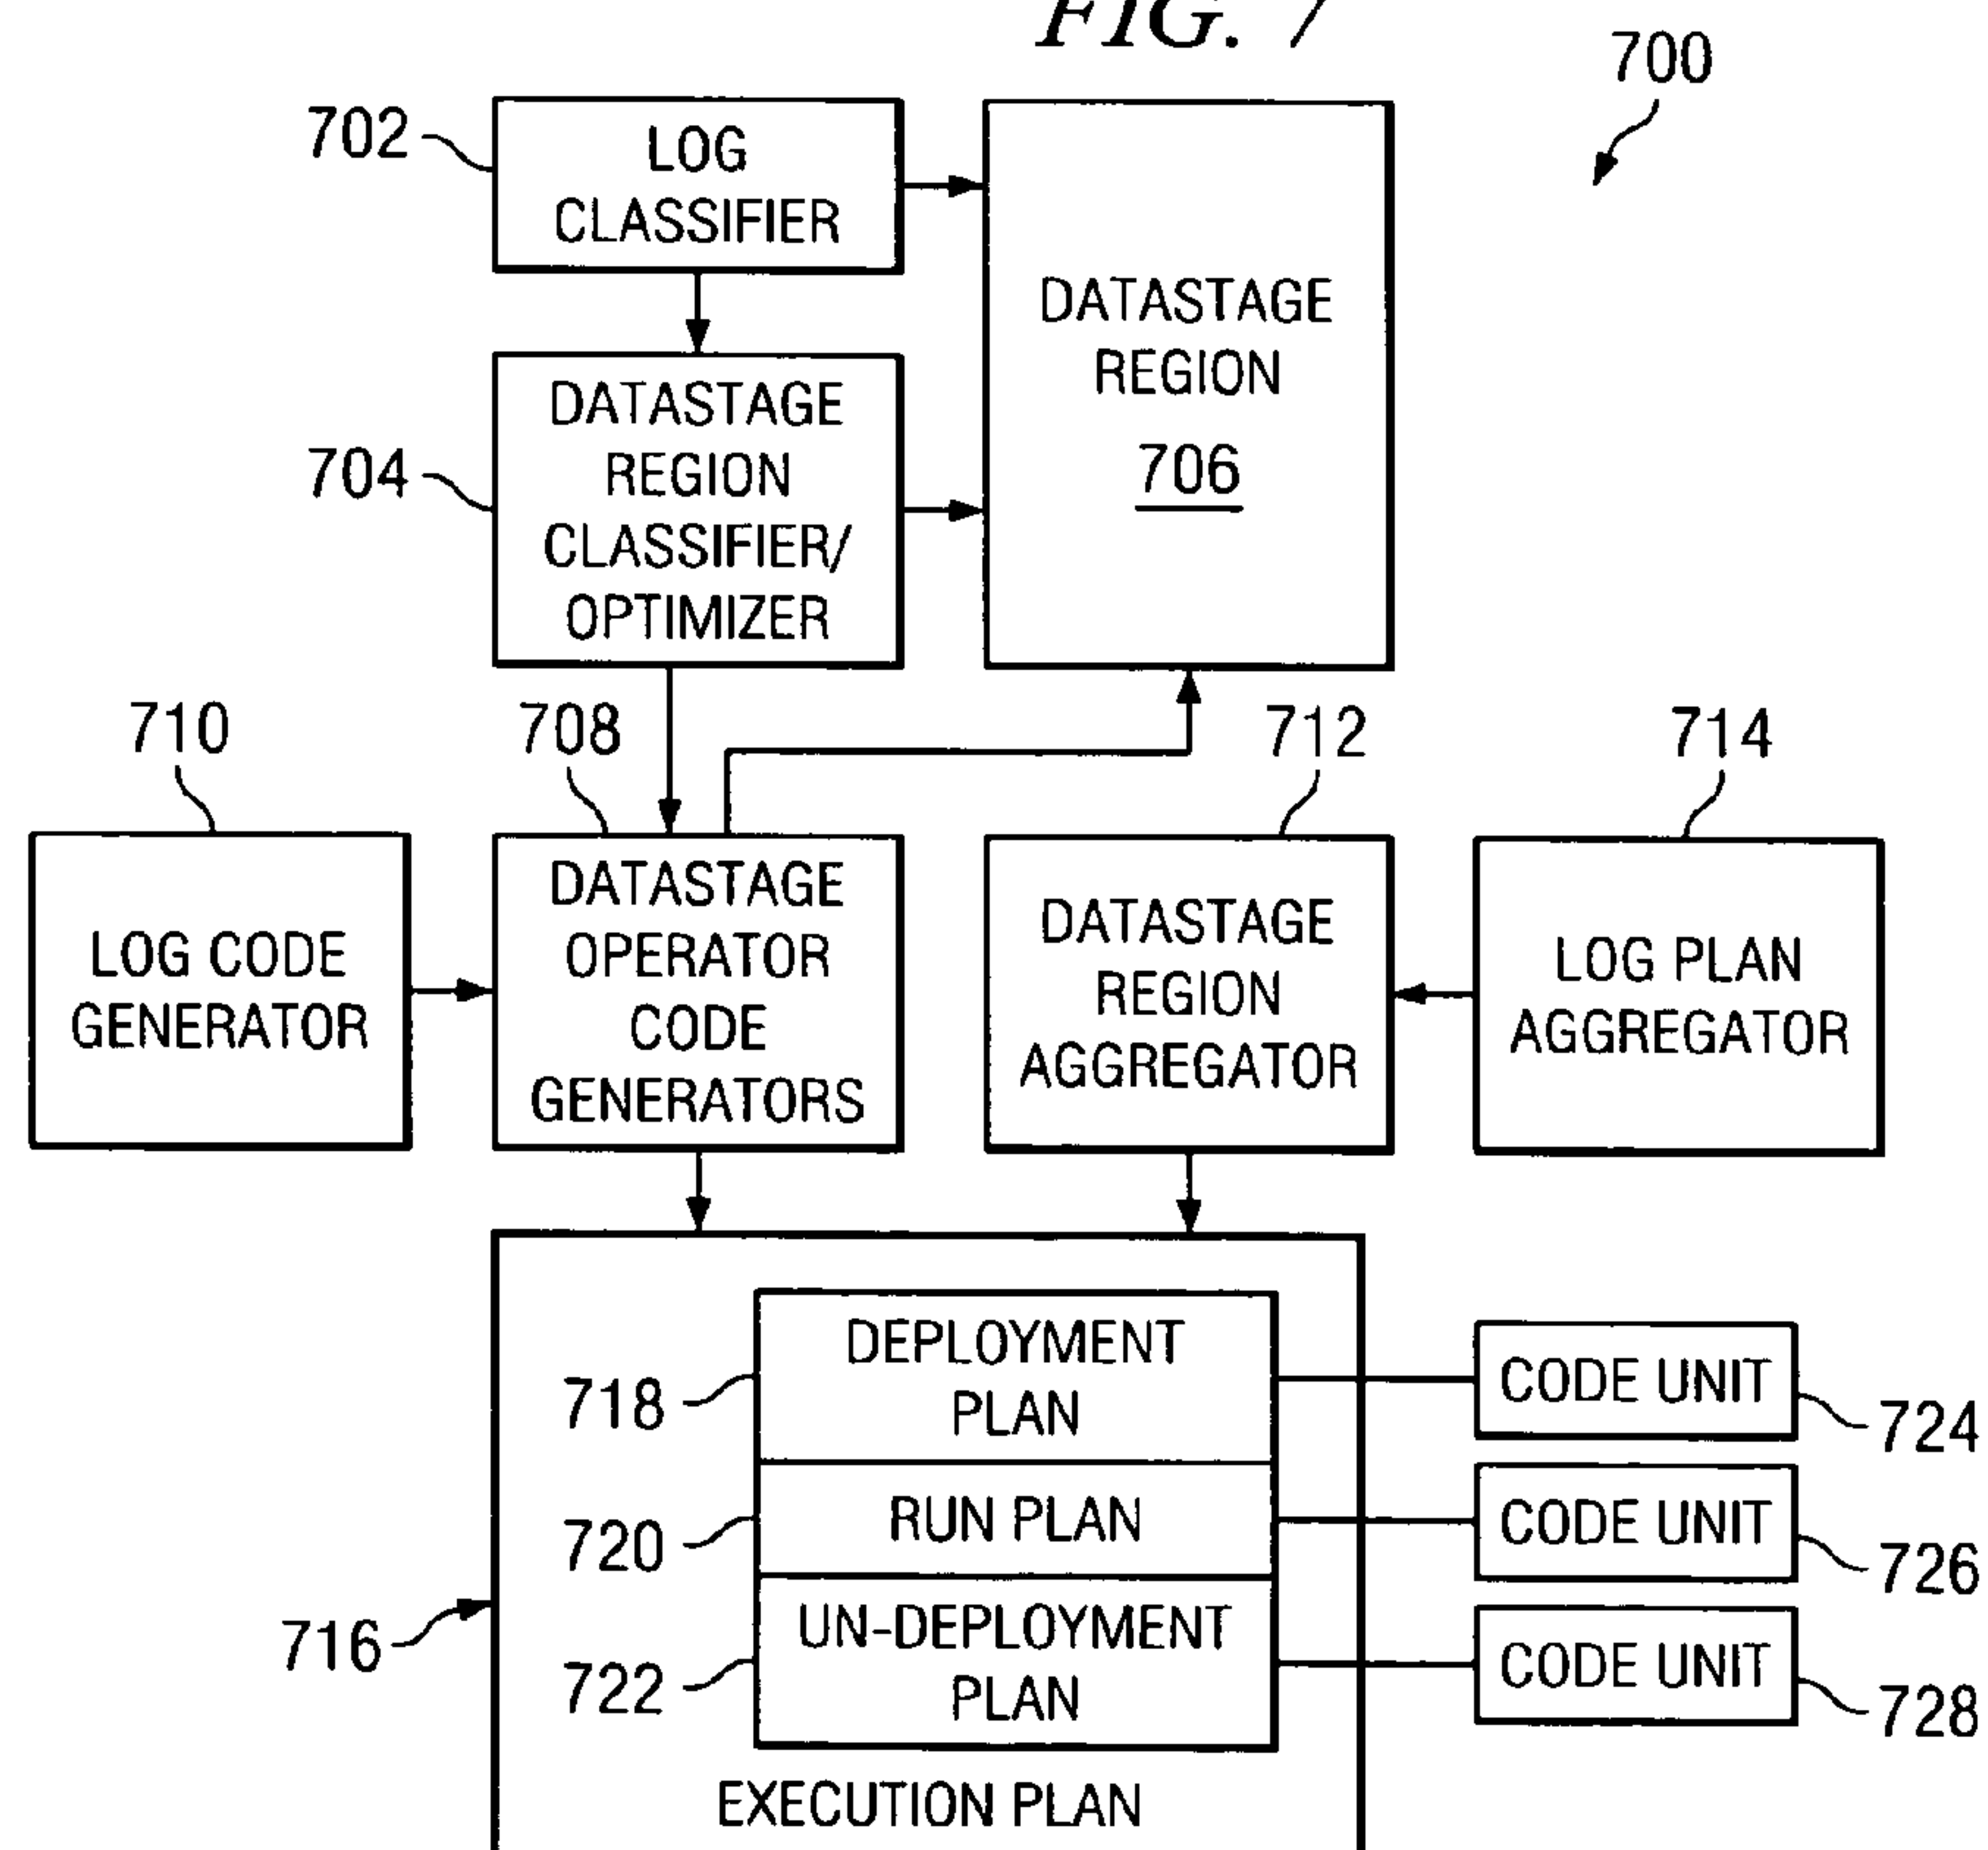 FIG. 7
700
702
LOG
CLASSIFIER
DATASTAGE
REGION
706
704
DATASTAGE
REGION
CLASSIFIER/
OPTIMIZER
710
708
712
714
LOG CODE
GENERATOR
DATASTAGE
OPERATOR
CODE
GENERATORS
DATASTAGE
REGION
AGGREGATOR
LOG PLAN
AGGREGATOR
718
DEPLOYMENT
PLAN
CODE UNIT
724
720
RUN PLAN
CODE UNIT
726
716
722
UN-DEPLOYMENT
PLAN
CODE UNIT
728
EXECUTION PLAN